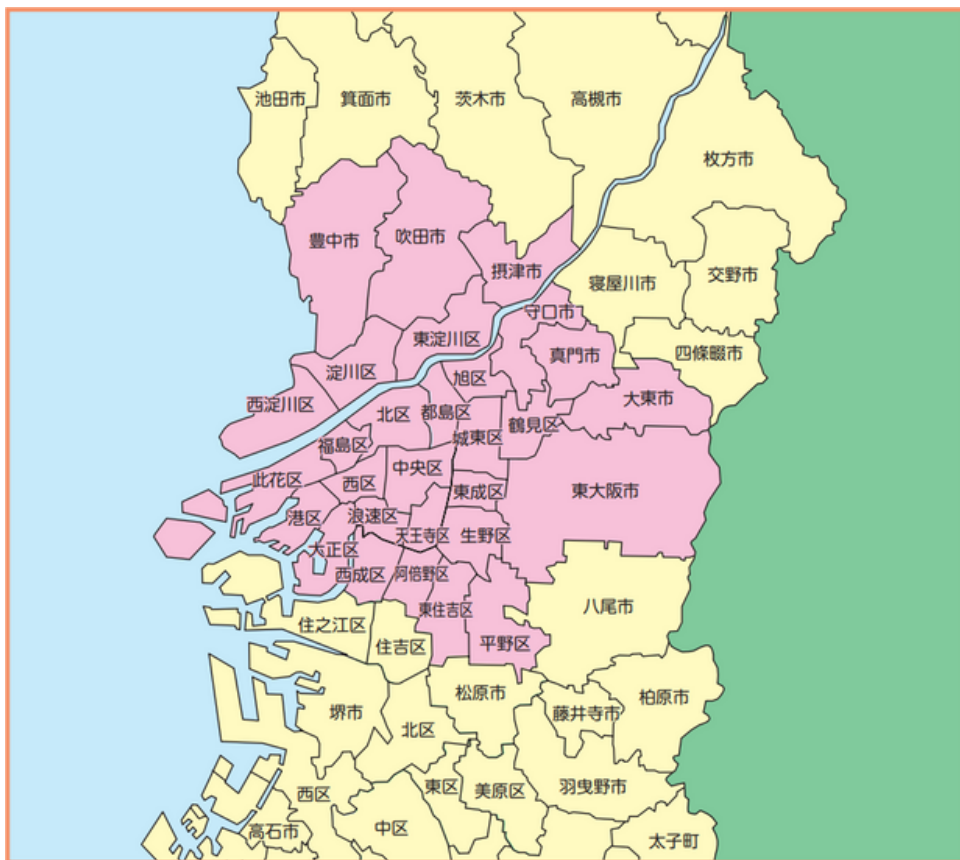 池田市
箕面市
茨木市
高槻市
枚方市
豊中市
吹田市
摂津市
寝屋川市
交野市
守口市
東淀川区
真門市
四條畷市
淀川区
旭区
西淀川区
北区
都島区
大東市
鶴見区
福島区
城東区
中央区
此花区
西区
東成区
東大阪市
港区
浪速区
天王寺区
生野区
大正区
西成区
阿倍野区
東住吉区
八尾市
住之江区
住吉区
平野区
松原市
柏原市
堺市
藤井寺市
北区
西区
東区
美原区
羽曳野市
高石市
中区
太子町